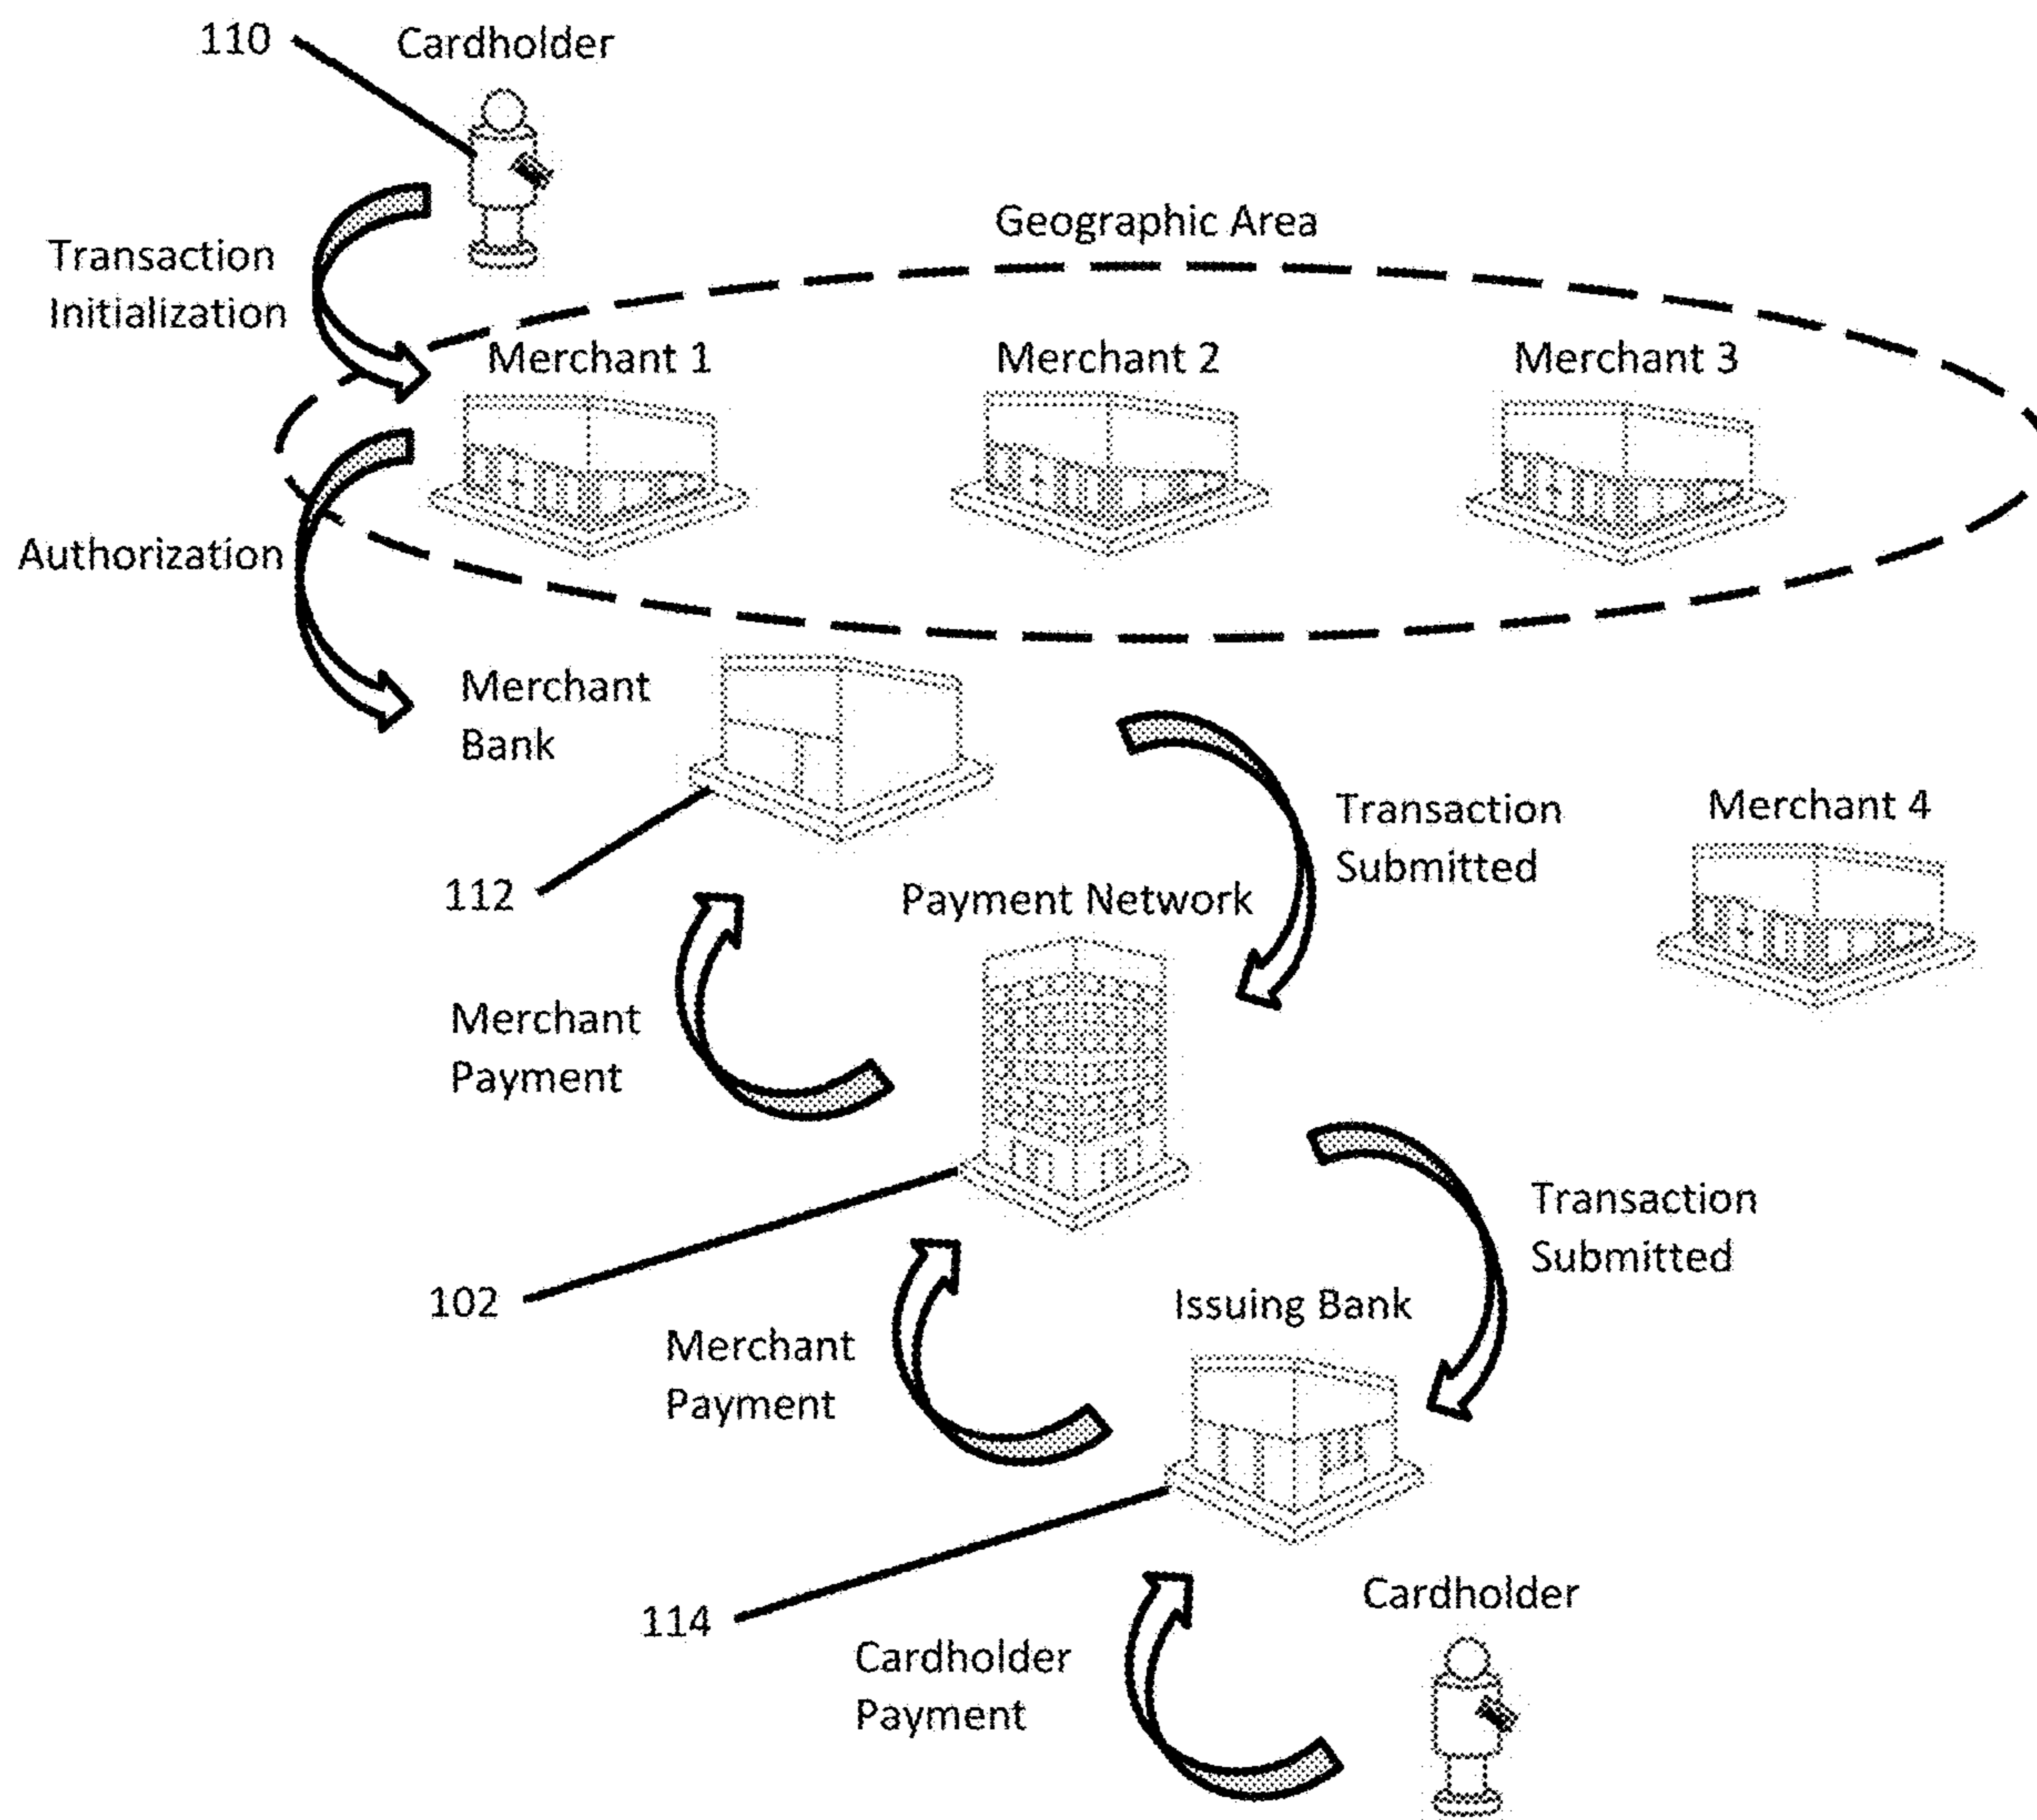 110
Cardholder
Geographic Area
Transaction
Initialization
Merchant 1
Merchant 2
Merchant 3
Authorization
Merchant
Bank
Transaction
Submitted
Merchant 4
112
Payment Network
Merchant
Payment
Transaction
Submitted
102
Issuing Bank
Merchant
Payment
114
Cardholder
Cardholder
Payment